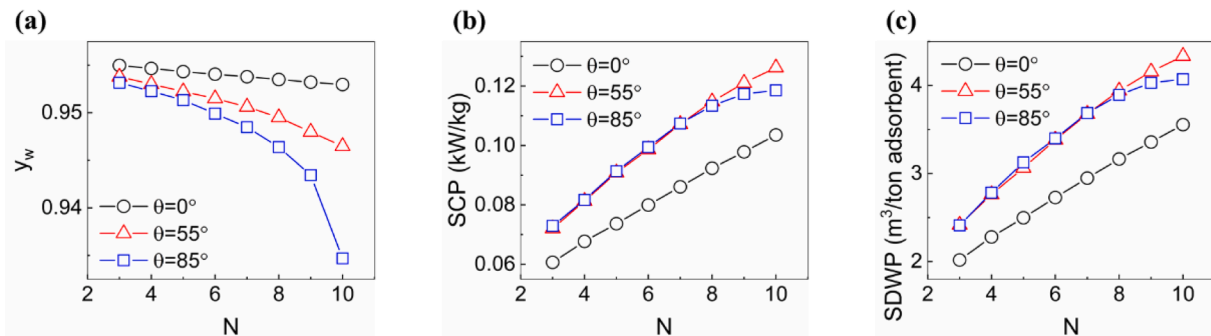 (a)
y_w
0.95
0.94
θ=0°
θ=55°
θ=85°
2 4 6 8 10
N
(b)
SCP (kW/kg)
0.12
0.10
0.08
0.06
θ=0°
θ=55°
θ=85°
2 4 6 8 10
N
(c)
SDWP (m³/ton adsorbent)
4
3
2
θ=0°
θ=55°
θ=85°
2 4 6 8 10
N